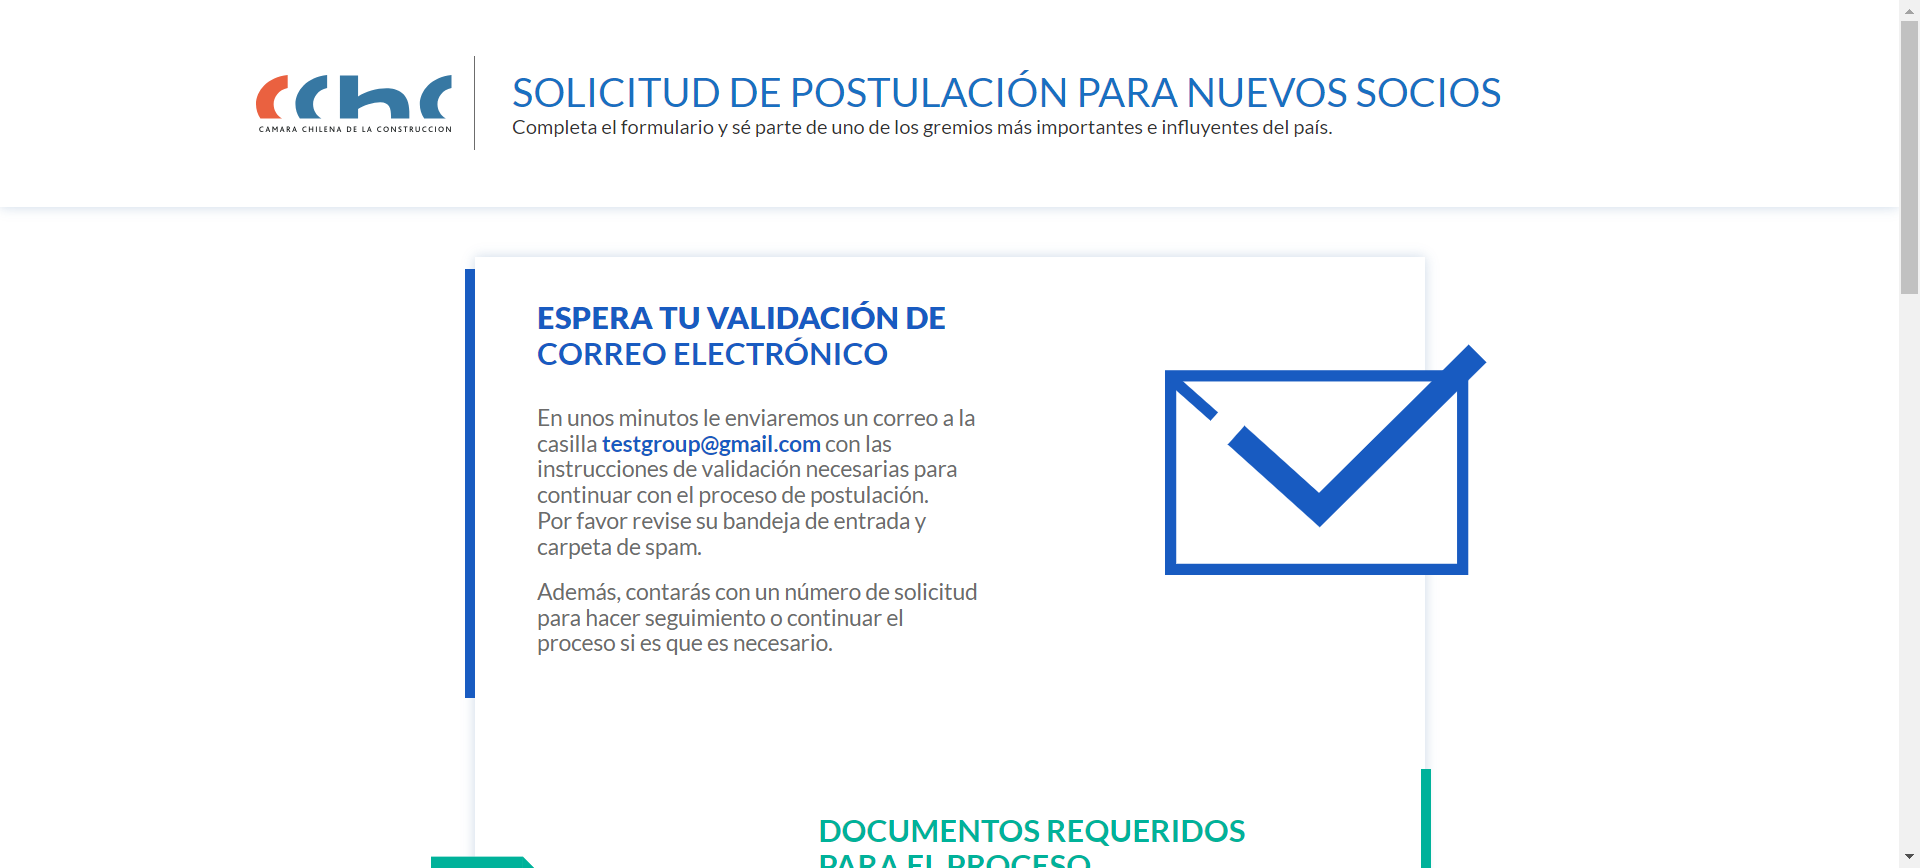 cchc
CAMARA CHILENA DE LA CONSTRUCCION
SOLICITUD DE POSTULACIÓN PARA NUEVOS SOCIOS
Completa el formulario y sé parte de uno de los gremios más importantes e influyentes del país.
ESPERA TU VALIDACIÓN DE
CORREO ELECTRÓNICO
En unos minutos le enviaremos un correo a la
casilla testgroup@gmail.com con las
instrucciones de validación necesarias para
continuar con el proceso de postulación.
Por favor revise su bandeja de entrada y
carpeta de spam.
Además, contarás con un número de solicitud
para hacer seguimiento o continuar el
proceso si es que es necesario.
DOCUMENTOS REQUERIDOS
PARA EL PROCESO